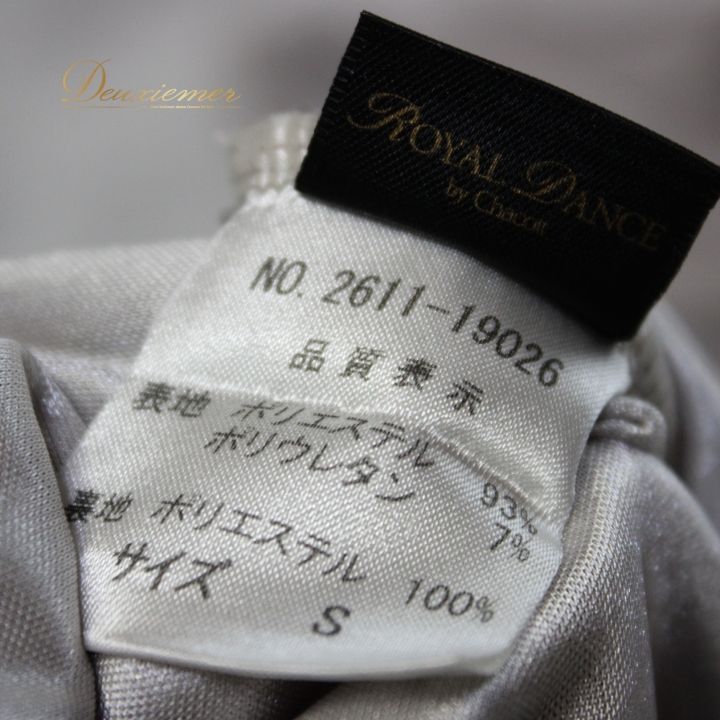 Deuxiemer
ROYAL DANCE
by Chacott
NO. 2611-19026
品質表示
表地 ポリエステル 93%
ポリウレタン 7%
裏地 ポリエステル 100%
サイズ S